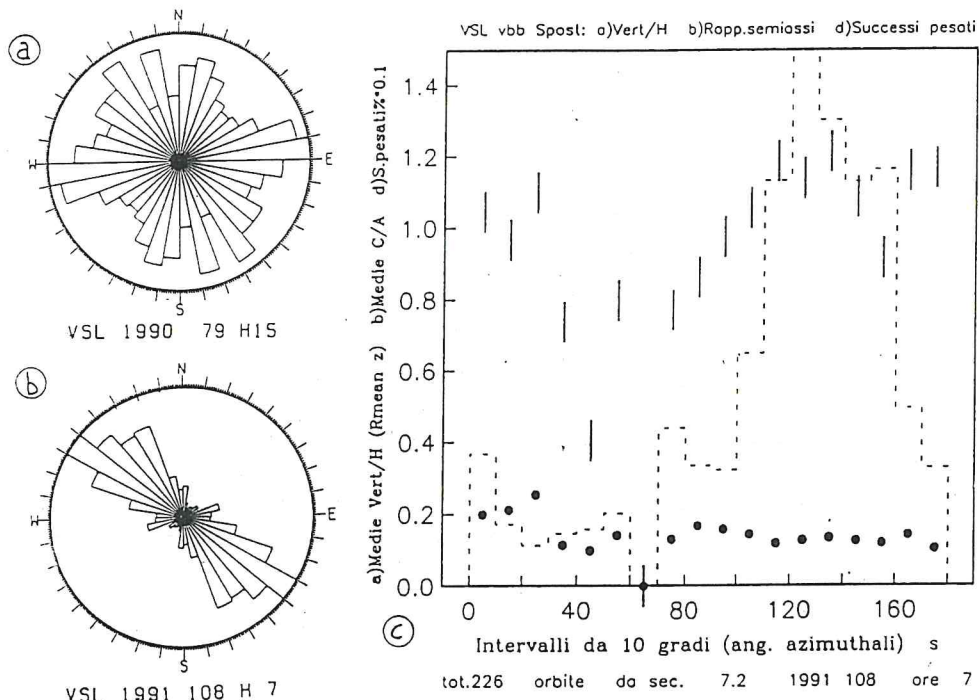 a
N
W
E
S
VSL 1990 79 H15
b
N
W
E
S
VSL 1991 108 H 7
VSL vbb Spost: a)Vert/H b)Rapp.semiassi d)Successi pesati
a)Medie Vert/H (Rmean z) b)Medie C/A d)S.pesati%*0.1
1.4
1.2
1.0
0.8
0.6
0.4
0.2
0.0
0 40 80 120 160
c
Intervalli da 10 gradi (ang. azimuthali) s
tot.226 orbite da sec. 7.2 1991 108 ore 7